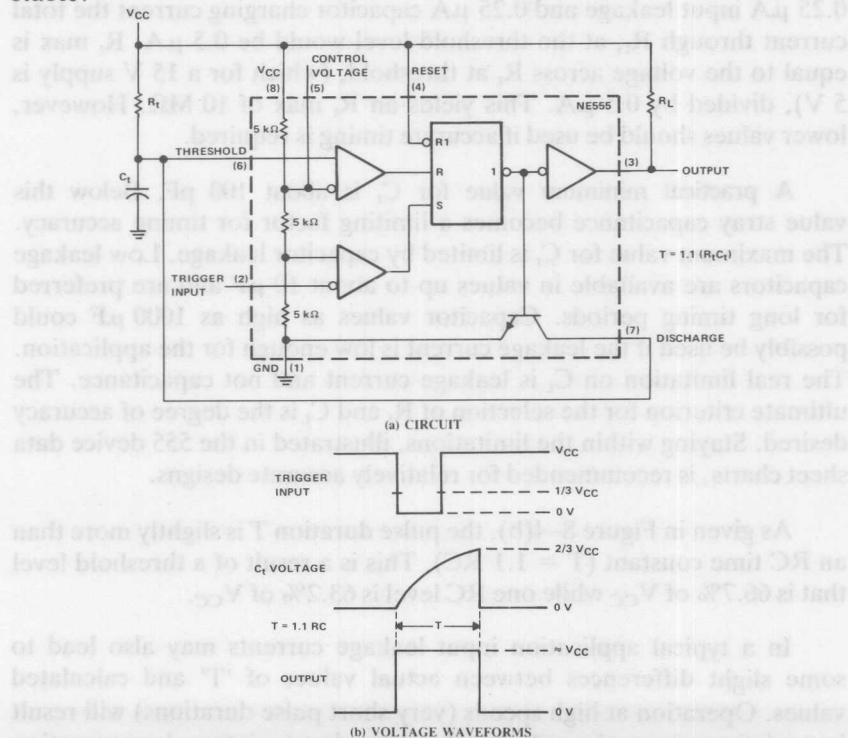 0.25 μA input leakage and 0.25 μA capacitor charging current the total
current through Rt, at the threshold level would be 0.5 μA. Rt max is
equal to the voltage across Rt at the threshold, which for a 15 V supply is
5 V), divided by 0.5 μA. This yields an Rt max of 10 MΩ. However,
lower values should be used if accurate timing is required.
VCC
VCC
(8)
CONTROL
VOLTAGE
(5)
RESET
(4)
NE555
Rt
RL
5 kΩ
THRESHOLD
(6)
R1
R
S
1
(3)
OUTPUT
Ct
5 kΩ
T = 1.1 (RtCt)
TRIGGER
INPUT
(2)
5 kΩ
(7)
DISCHARGE
GND
(1)
A practical minimum value for Ct is about 100 pF. Below this
value stray capacitance becomes a limiting factor for timing accuracy.
The maximum value for Ct is limited by capacitor leakage. Low leakage
capacitors are available in values up to about 10 μF and are preferred
for long timing periods. Capacitor values as high as 1000 μF could
possibly be used if the leakage current is low enough for the application.
The real limitation on Ct is leakage current and not capacitance. The
ultimate criterion for the selection of Rt and Ct is the degree of accuracy
desired. Staying within the limitations, illustrated in the 555 device data
sheet charts, is recommended for relatively accurate designs.
(a) CIRCUIT
TRIGGER
INPUT
VCC
1/3 VCC
0 V
As given in Figure 8-4(b), the pulse duration T is slightly more than
an RC time constant (T = 1.1 RC). This is a result of a threshold level
that is 66.7% of VCC while one RC level is 63.2% of VCC.
Ct VOLTAGE
2/3 VCC
0 V
T = 1.1 RC
T
In a typical application input leakage currents may also lead to
some slight differences between actual values of "T" and calculated
values. Operation at high speeds (very short pulse durations) will result
OUTPUT
≈ VCC
0 V
(b) VOLTAGE WAVEFORMS